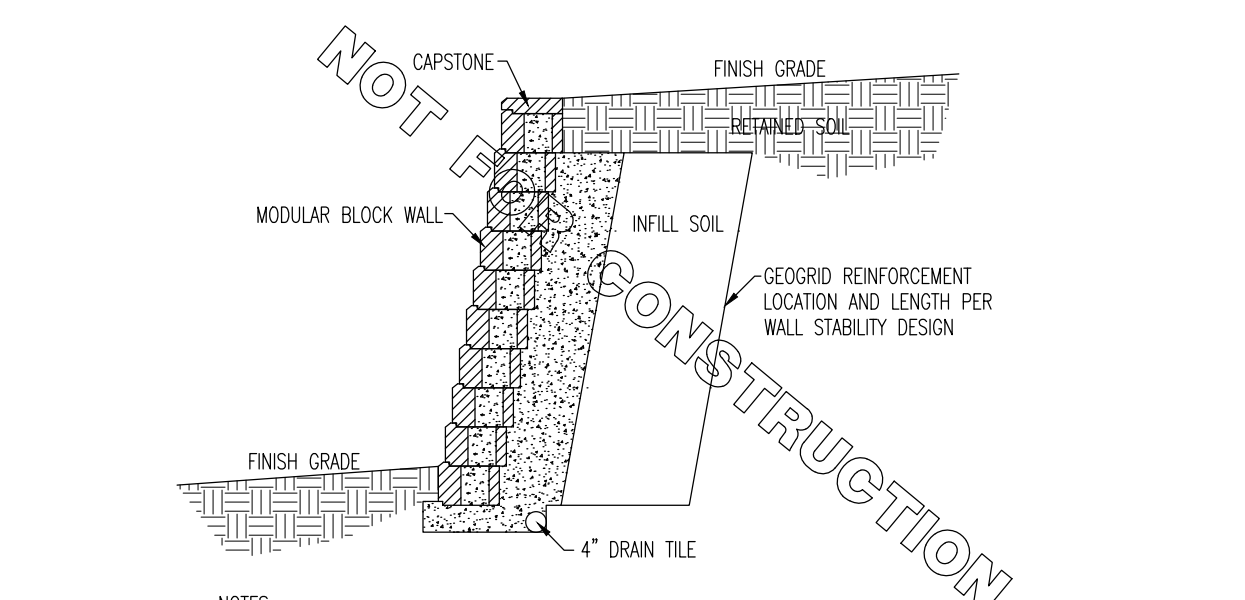 CAPSTONE
FINISH GRADE
RETAINED SOIL
MODULAR BLOCK WALL
INFILL SOIL
GEOGRID REINFORCEMENT
LOCATION AND LENGTH PER
WALL STABILITY DESIGN
FINISH GRADE
4” DRAIN TILE
NOT FOR CONSTRUCTION
NOTES